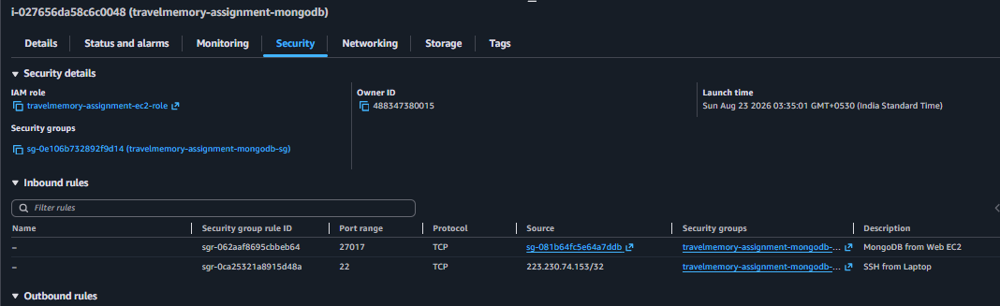 i-027656da58c6c0048 (travelmemory-assignment-mongodb)
Details Status and alarms Monitoring Security Networking Storage Tags
Security details
IAM role Owner ID Launch time
travelmemory-assignment-ec2-role 488347380015 Sun Aug 23 2026 03:35:01 GMT+0530 (India Standard Time)
Security groups
sg-0e106b732892f9d14 (travelmemory-assignment-mongodb-sg)
Inbound rules
Filter rules
Name Security group rule ID Port range Protocol Source Security groups Description
– sgr-062aaf8695cbbeb64 27017 TCP sg-081b64fc5e64a7ddb travelmemory-assignment-mongodb-... MongoDB from Web EC2
– sgr-0ca25321a8915d48a 22 TCP 223.230.74.153/32 travelmemory-assignment-mongodb-... SSH from Laptop
Outbound rules